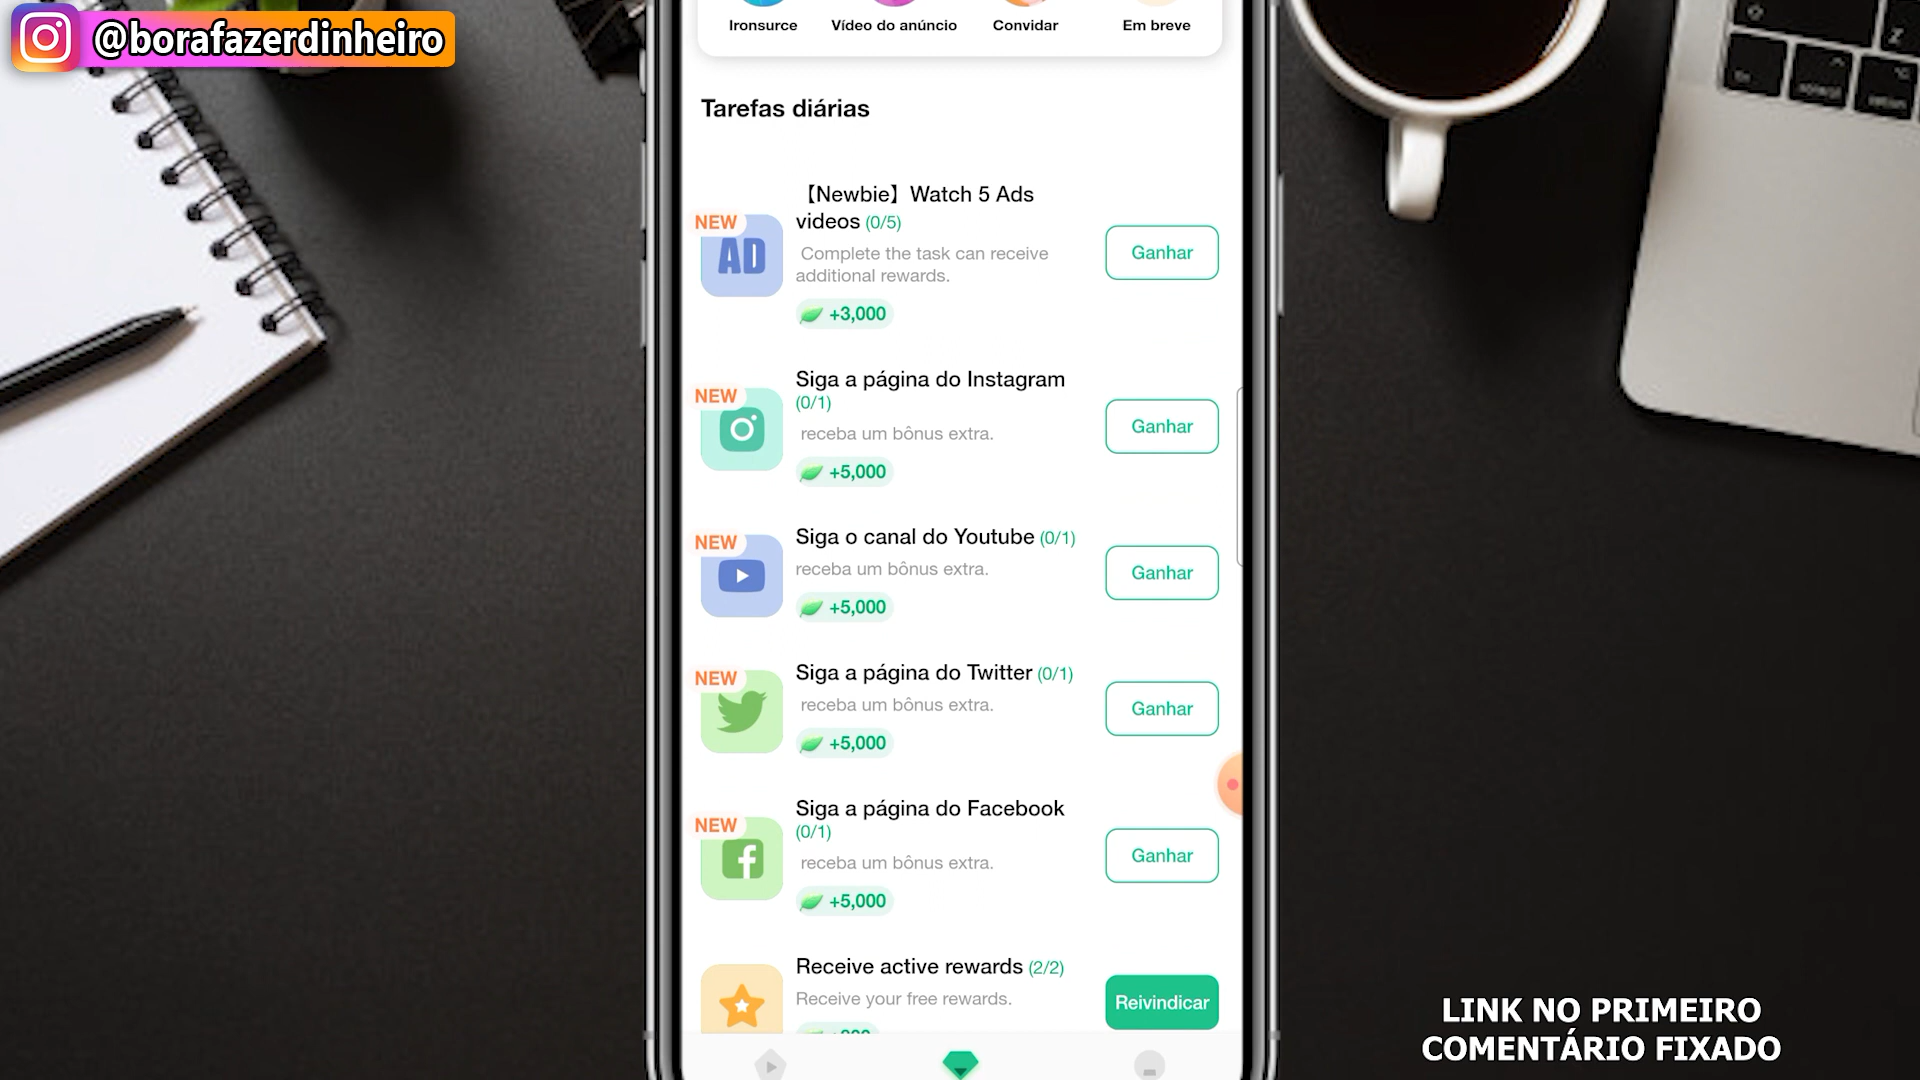 @borafazerdinheiro
Ironsurce
Vídeo do anúncio
Convidar
Em breve
Tarefas diárias
NEW
AD
【Newbie】Watch 5 Ads
videos (0/5)
Complete the task can receive
additional rewards.
+3,000
Ganhar
NEW
Siga a página do Instagram
(0/1)
receba um bônus extra.
+5,000
Ganhar
NEW
Siga o canal do Youtube (0/1)
receba um bônus extra.
+5,000
Ganhar
NEW
Siga a página do Twitter (0/1)
receba um bônus extra.
+5,000
Ganhar
NEW
Siga a página do Facebook
(0/1)
receba um bônus extra.
+5,000
Ganhar
Receive active rewards (2/2)
Receive your free rewards.
Reivindicar
LINK NO PRIMEIRO
COMENTÁRIO FIXADO